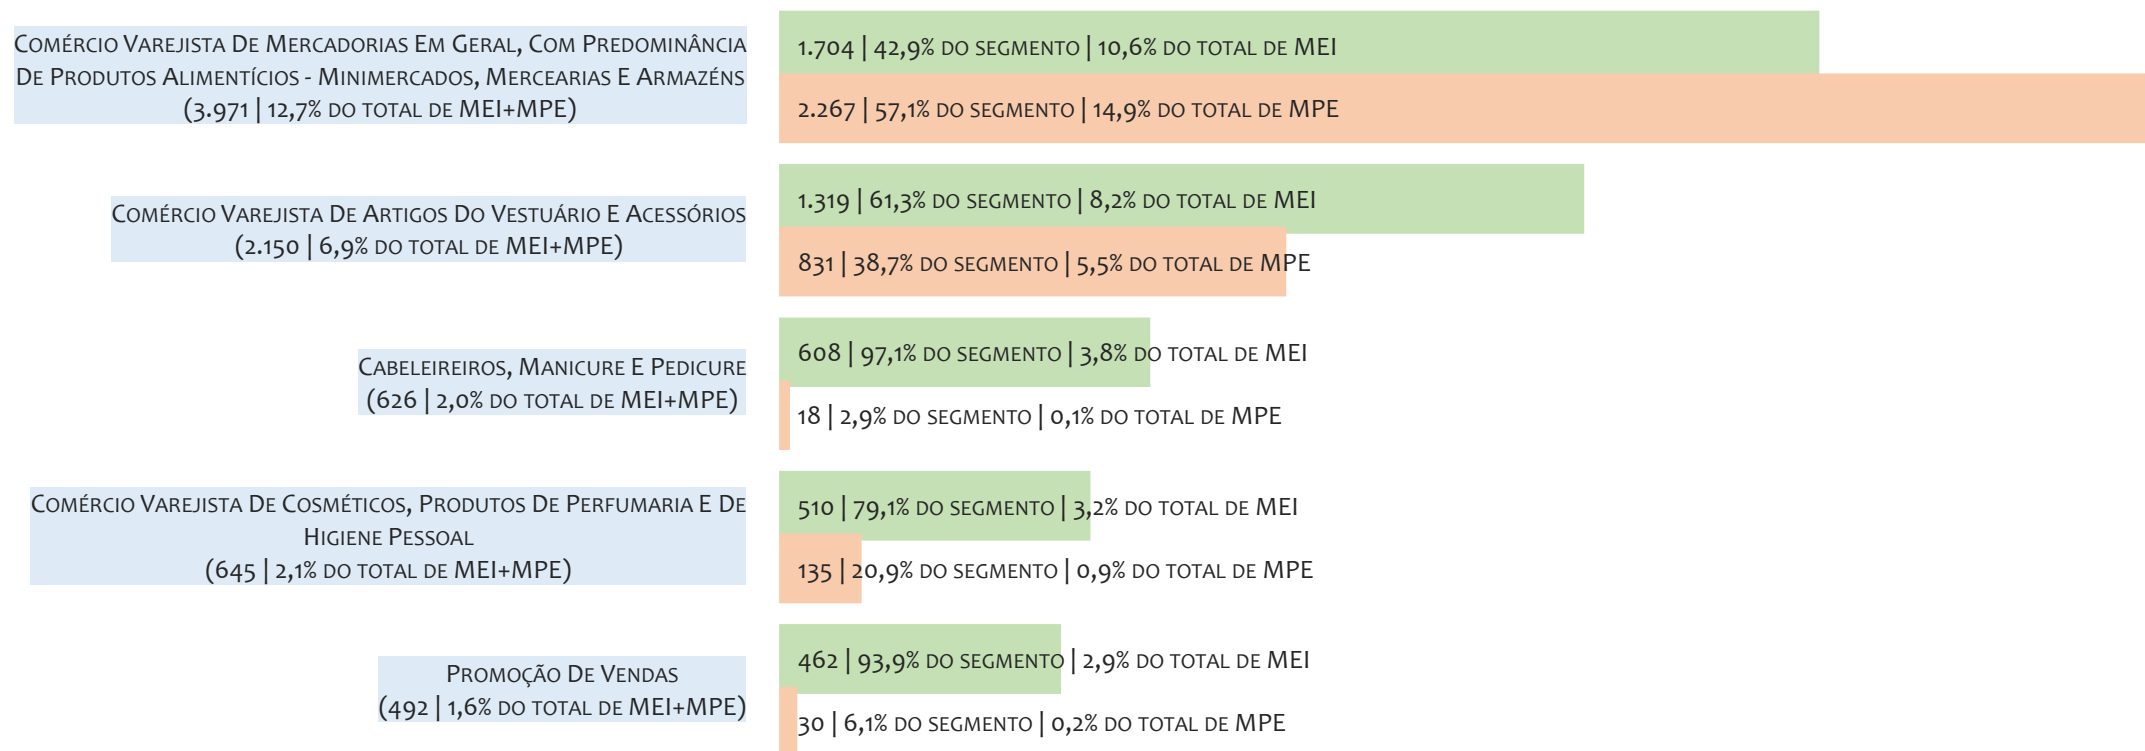 Comércio Varejista De Mercadorias Em Geral, Com Predominância
De Produtos Alimentícios - Minimercados, Mercearias E Armazéns
(3.971 | 12,7% do total de MEI+MPE)
1.704 | 42,9% do segmento | 10,6% do total de MEI
2.267 | 57,1% do segmento | 14,9% do total de MPE
Comércio Varejista De Artigos Do Vestuário E Acessórios
(2.150 | 6,9% do total de MEI+MPE)
1.319 | 61,3% do segmento | 8,2% do total de MEI
831 | 38,7% do segmento | 5,5% do total de MPE
Cabeleireiros, Manicure E Pedicure
(626 | 2,0% do total de MEI+MPE)
608 | 97,1% do segmento | 3,8% do total de MEI
18 | 2,9% do segmento | 0,1% do total de MPE
Comércio Varejista De Cosméticos, Produtos De Perfumaria E De
Higiene Pessoal
(645 | 2,1% do total de MEI+MPE)
510 | 79,1% do segmento | 3,2% do total de MEI
135 | 20,9% do segmento | 0,9% do total de MPE
Promoção De Vendas
(492 | 1,6% do total de MEI+MPE)
462 | 93,9% do segmento | 2,9% do total de MEI
30 | 6,1% do segmento | 0,2% do total de MPE